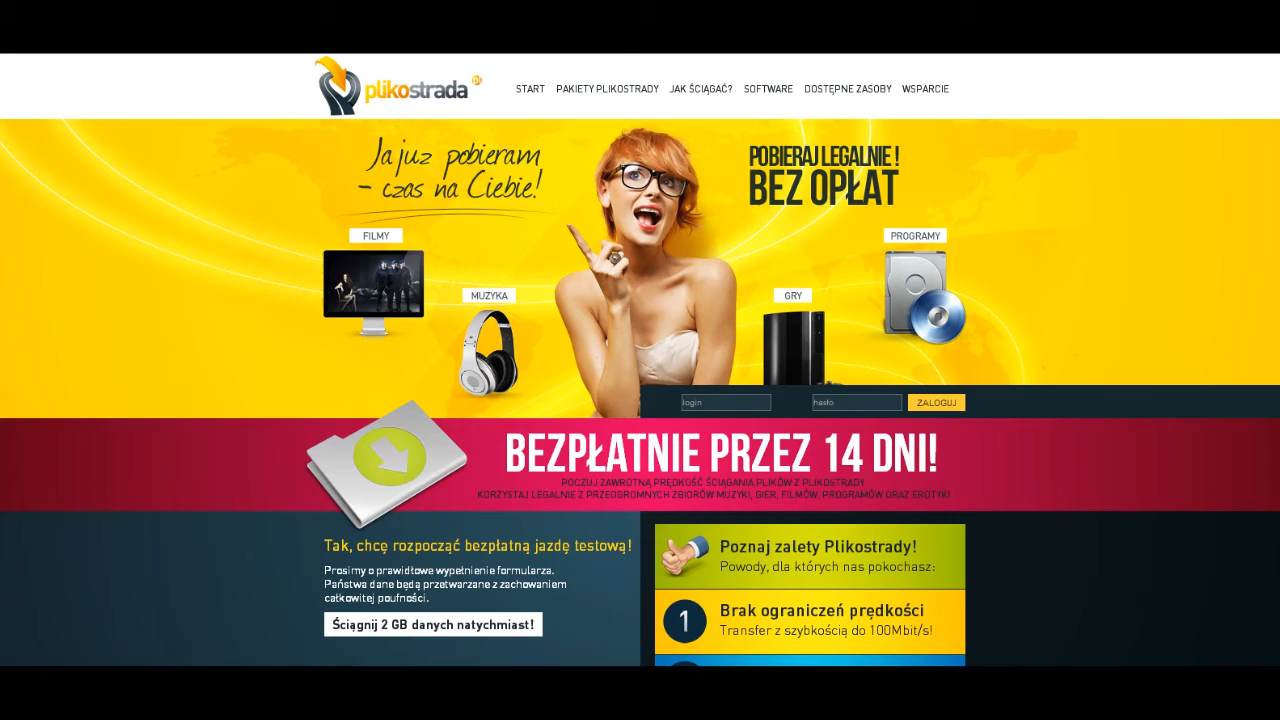 plikostrada pl
START PAKIETY PLIKOSTRADY JAK ŚCIĄGAĆ? SOFTWARE DOSTĘPNE ZASOBY WSPARCIE
Ja juz pobieram
- czas na Ciebie!
POBIERAJ LEGALNIE !
BEZ OPŁAT
FILMY
MUZYKA
GRY
PROGRAMY
login
hasło
ZALOGUJ
BEZPŁATNIE PRZEZ 14 DNI!
POCZUJ ZAWROTNĄ PRĘDKOŚĆ ŚCIĄGANIA PLIKÓW Z PLIKOSTRADY
KORZYSTAJ LEGALNIE Z PRZEOGROMNYCH ZBIORÓW MUZYKI, GIER, FILMÓW, PROGRAMÓW ORAZ EROTYKI
Tak, chcę rozpocząć bezpłatną jazdę testową!
Prosimy o prawidłowe wypełnienie formularza.
Państwa dane będą przetwarzane z zachowaniem
całkowitej poufności.
Ściągnij 2 GB danych natychmiast!
Poznaj zalety Plikostrady!
Powody, dla których nas pokochasz:
1
Brak ograniczeń prędkości
Transfer z szybkością do 100Mbit/s!